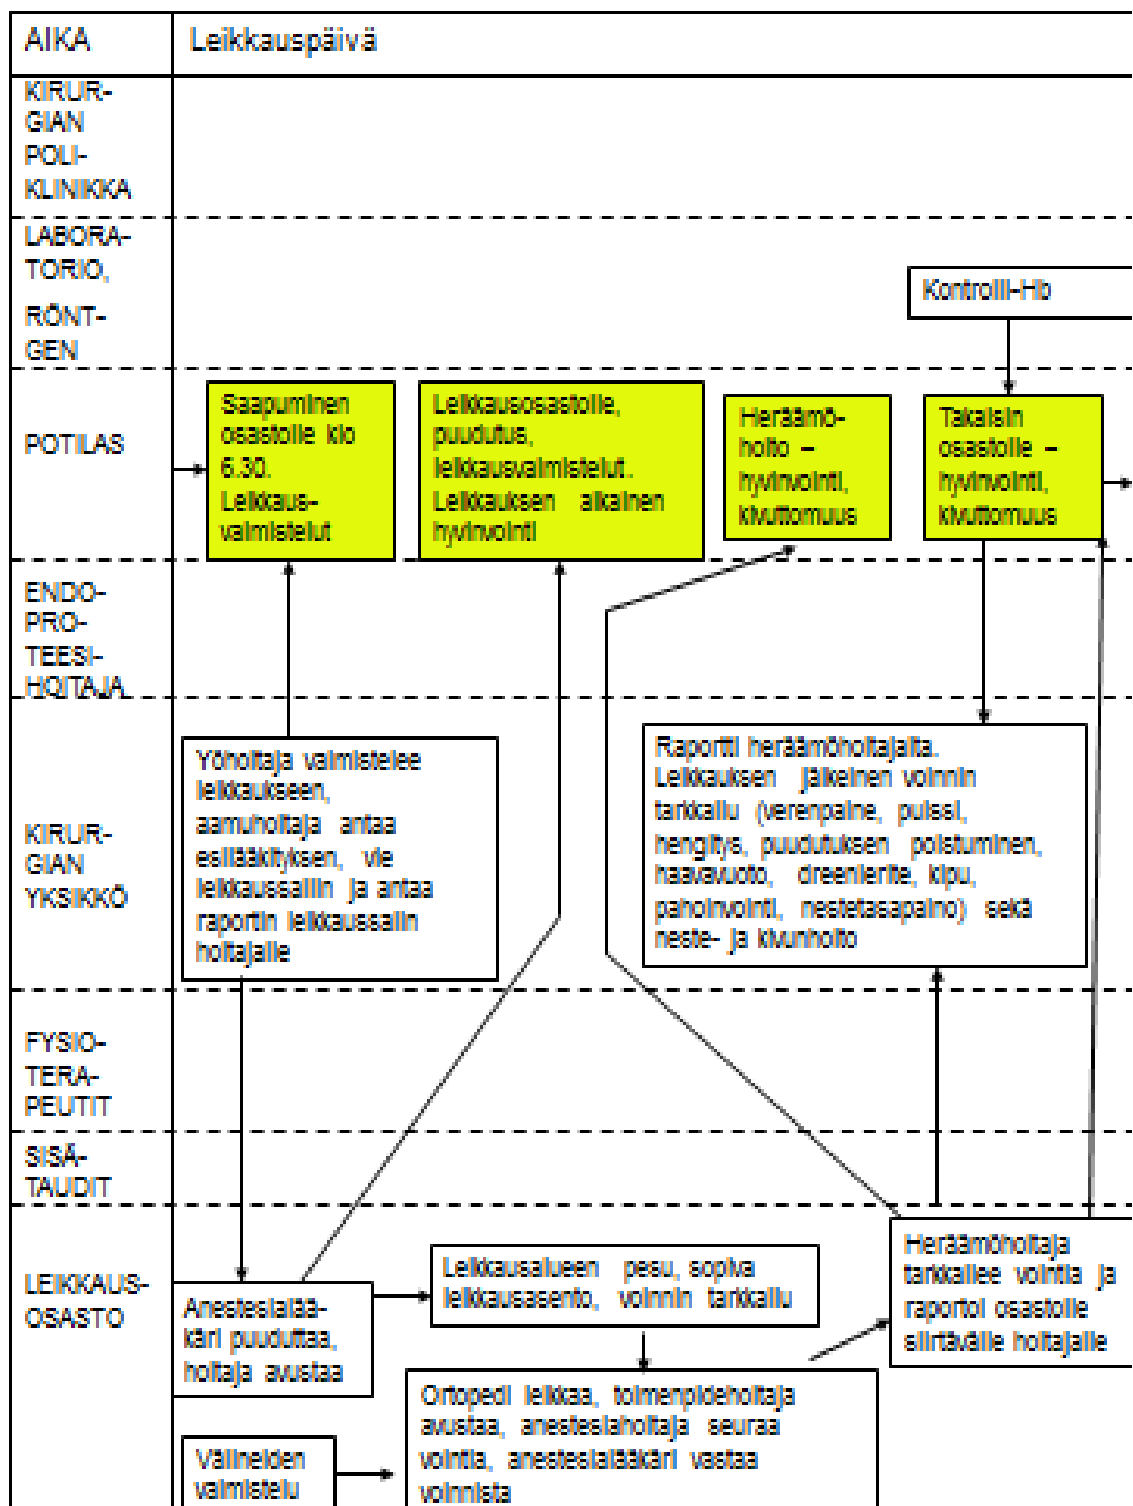 AIKA
Leikkauspäivä
KIRUR-
GIAN
POLI-
KLINIKKA
LABORA-
TORIO,
RÖNT-
GEN
Kontrolli-Hb
POTILAS
Saapuminen
osastolle klo
6.30.
Leikkaus-
valmistelut
Leikkausosastolle,
puudutus,
leikkausvalmistelut.
Leikkauksen aikainen
hyvinvointi
Heräämö-
hoito –
hyvinvointi,
kivuttomuus
Takaisin
osastolle –
hyvinvointi,
kivuttomuus
ENDO-
PRO-
TEESI-
HOITAJA
KIRUR-
GIAN
YKSIKKÖ
Yöhoitaja valmistelee
leikkaukseen,
aamuhoitaja antaa
esilääkityksen, vie
leikkaussaliin ja antaa
raportin leikkaussalin
hoitajalle
Raportti heräämöhoitajalta.
Leikkauksen jälkeinen voinnin
tarkkailu (verenpaine, pulssi,
hengitys, puudutuksen poistuminen,
haavavuoto, dreenierite, kipu,
pahoinvointi, nestetasapaino) sekä
neste- ja kivunhoito
FYSIO-
TERA-
PEUTIT
SISÄ-
TAUDIT
LEIKKAUS-
OSASTO
Anestesialää-
käri puuduttaa,
hoitaja avustaa
Leikkausalueen pesu, sopiva
leikkausasento, voinnin tarkkailu
Heräämöhoitaja
tarkkailee vointia ja
raportoi osastolle
siirtävälle hoitajalle
Ortopedi leikkaa, toimenpidehoitaja
avustaa, anestesiahoitaja seuraa
vointia, anestesialääkäri vastaa
voinnista
Välineiden
valmistelu